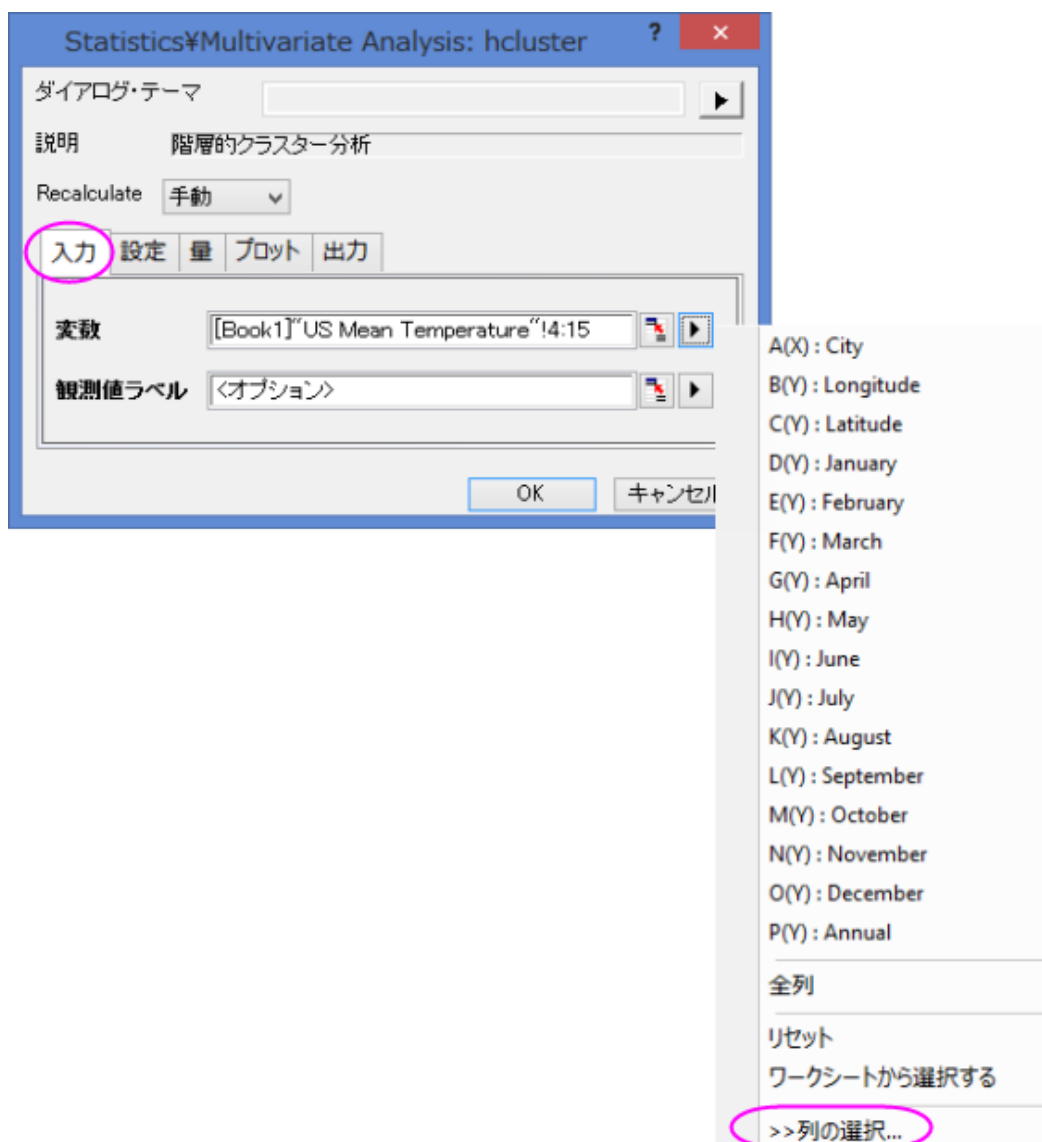 Statistics¥Multivariate Analysis: hcluster ? ×
ダイアログ・テーマ
説明 階層的クラスター分析
Recalculate 手動
入力 設定 量 プロット 出力
変数 [Book1]"US Mean Temperature"!4:15
観測値ラベル <オプション>
OK キャンセル
A(X) : City
B(Y) : Longitude
C(Y) : Latitude
D(Y) : January
E(Y) : February
F(Y) : March
G(Y) : April
H(Y) : May
I(Y) : June
J(Y) : July
K(Y) : August
L(Y) : September
M(Y) : October
N(Y) : November
O(Y) : December
P(Y) : Annual
全列
リセット
ワークシートから選択する
>>列の選択...